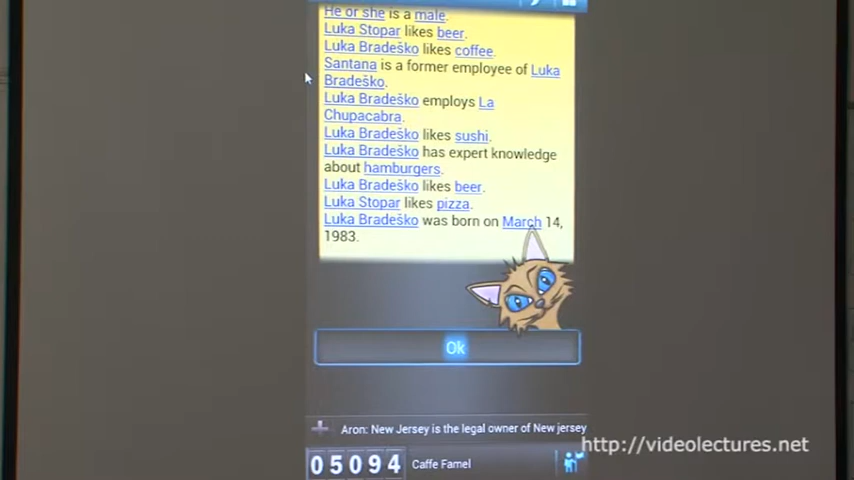 He or she is a male.
Luka Stopar likes beer.
Luka Bradeško likes coffee.
Santana is a former employee of Luka
Bradeško.
Luka Bradeško employs La
Chupacabra.
Luka Bradeško likes sushi.
Luka Bradeško has expert knowledge
about hamburgers.
Luka Bradeško likes beer.
Luka Stopar likes pizza.
Luka Bradeško was born on March 14,
1983.
Ok
Aron: New Jersey is the legal owner of New jersey
http://videolectures.net
05094 Caffe Famel